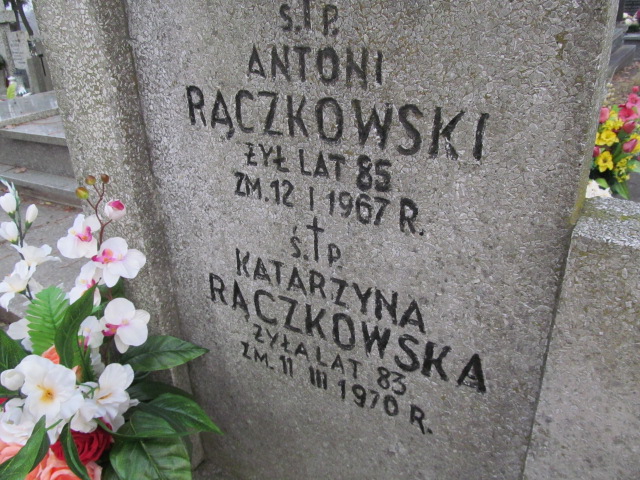 Ś.†P.
ANTONI
RĄCZKOWSKI
ŻYŁ LAT 85
ZM. 12 I 1967 R.
Ś.†P.
KATARZYNA
RĄCZKOWSKA
ŻYŁA LAT 83
ZM. 11 III 1970 R.